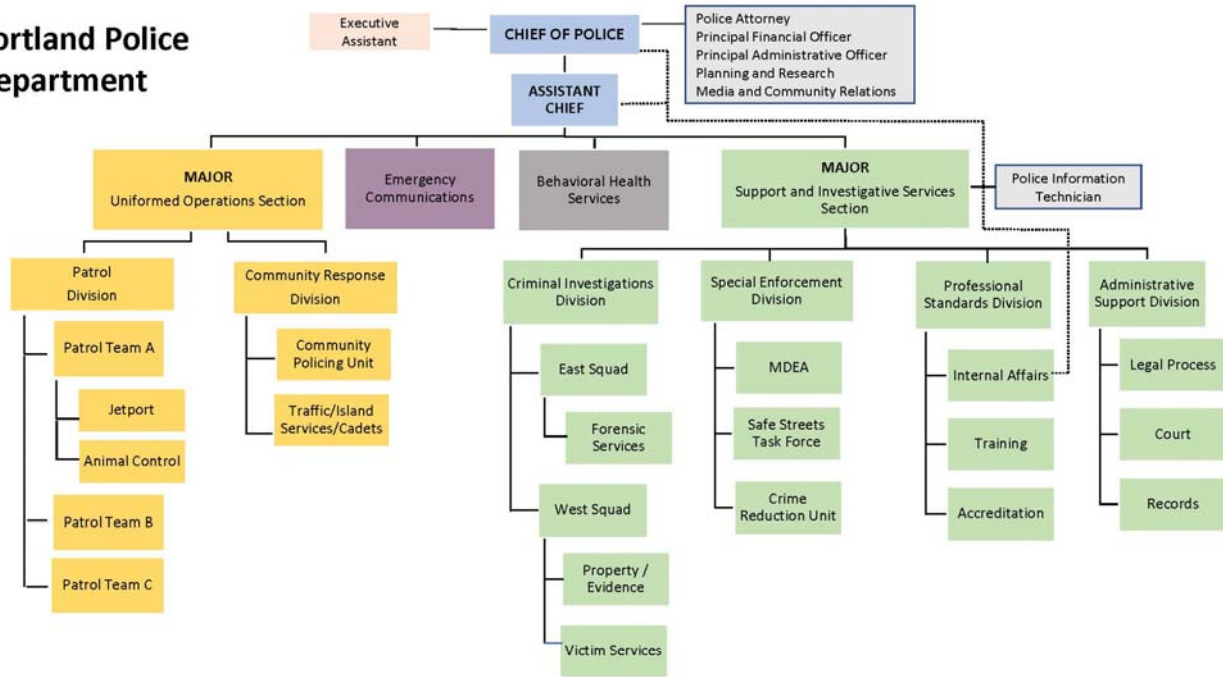 ortland Police
epartment
Executive
Assistant
CHIEF OF POLICE
Police Attorney
Principal Financial Officer
Principal Administrative Officer
Planning and Research
Media and Community Relations
ASSISTANT
CHIEF
MAJOR
Uniformed Operations Section
Emergency
Communications
Behavioral Health
Services
MAJOR
Support and Investigative Services
Section
Police Information
Technician
Patrol
Division
Community Response
Division
Criminal Investigations
Division
Special Enforcement
Division
Professional
Standards Division
Administrative
Support Division
Patrol Team A
Jetport
Animal Control
Patrol Team B
Patrol Team C
Community
Policing Unit
Traffic/Island
Services/Cadets
East Squad
Forensic
Services
West Squad
Property /
Evidence
Victim Services
MDEA
Safe Streets
Task Force
Crime
Reduction Unit
Internal Affairs
Training
Accreditation
Legal Process
Court
Records